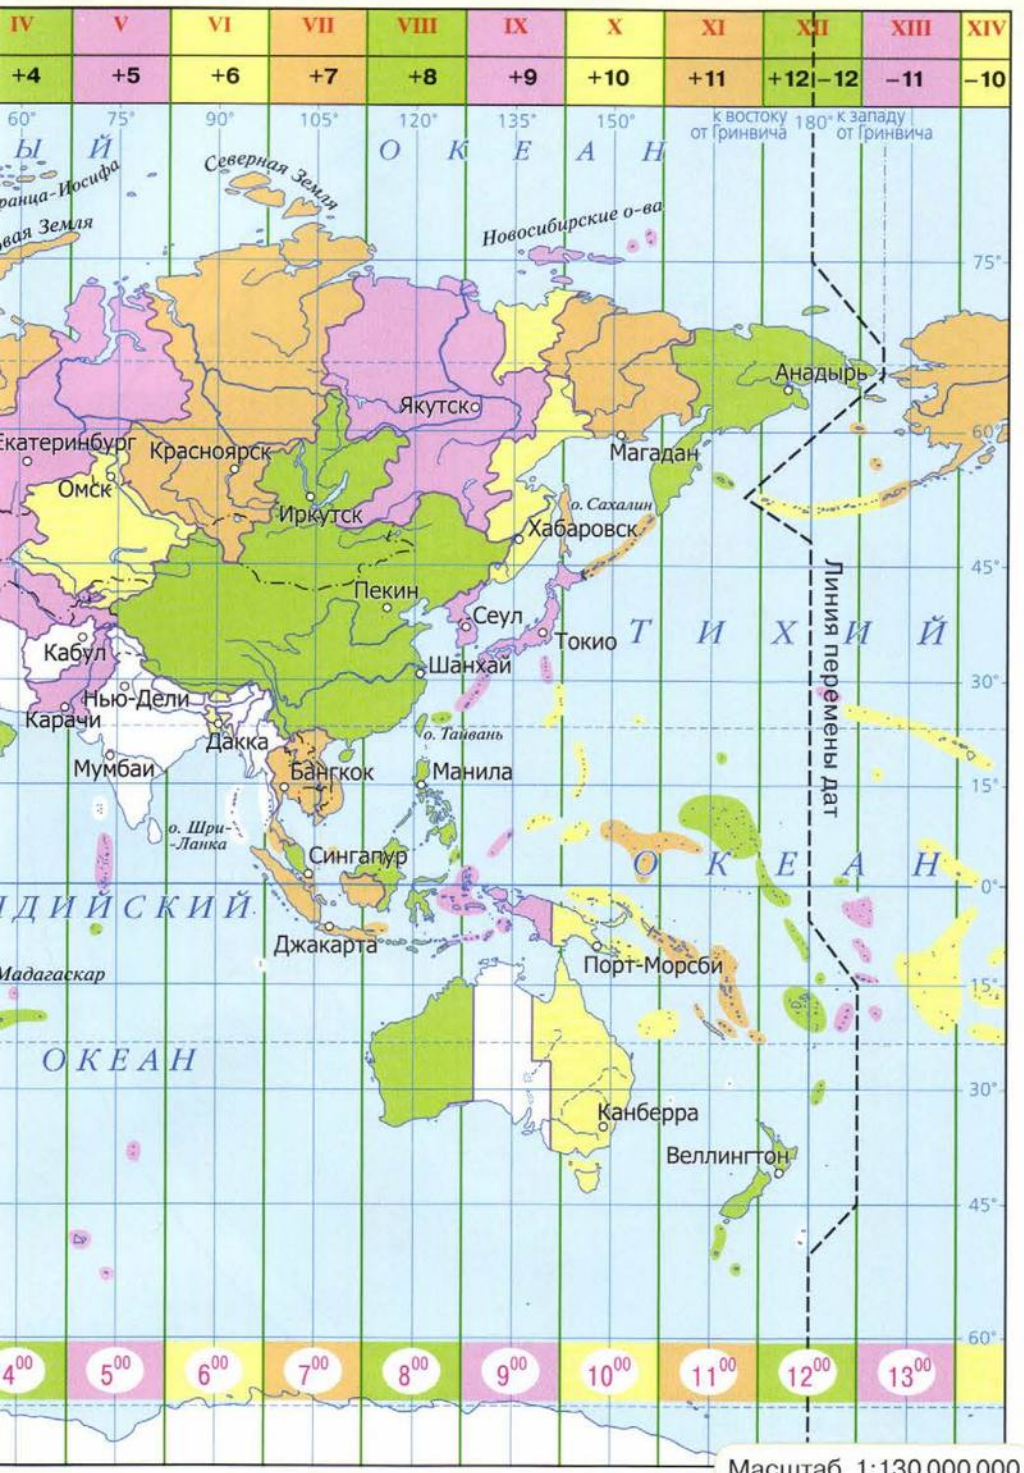 IV V VI VII VIII IX X XI XII XIII XIV
+4 +5 +6 +7 +8 +9 +10 +11 +12 −12 −11 −10
60° 75° 90° 105° 120° 135° 150° к востоку 180° к западу
от Гринвича от Гринвича
Ы Й О К Е А Н
Северная Земля
ранца-Иосифа
овая Земля
Новосибирские о-ва
75°
Анадырь
Якутск
60°
Екатеринбург
Красноярск
Магадан
Омск
Иркутск
о. Сахалин
Хабаровск
45°
Пекин
Сеул
Токио
Т И Х И Й
Линия перемены дат
Кабул
Шанхай
30°
Нью-Дели
Карачи
Дакка
о. Тайвань
Мумбаи
Бангкок
Манила
15°
о. Шри-
-Ланка
Сингапур
О К Е А Н
0°
НДИЙСКИЙ
Джакарта
Порт-Морсби
Мадагаскар
15°
ОКЕАН
30°
Канберра
Веллингтон
45°
60°
4⁰⁰ 5⁰⁰ 6⁰⁰ 7⁰⁰ 8⁰⁰ 9⁰⁰ 10⁰⁰ 11⁰⁰ 12⁰⁰ 13⁰⁰
Масштаб 1:130 000 000